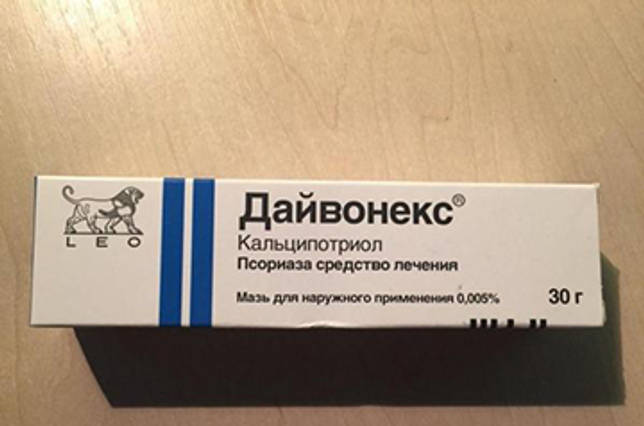 LEO
Дайвонекс®
Кальципотриол
Псориаза средство лечения
Мазь для наружного применения 0,005% 30 г